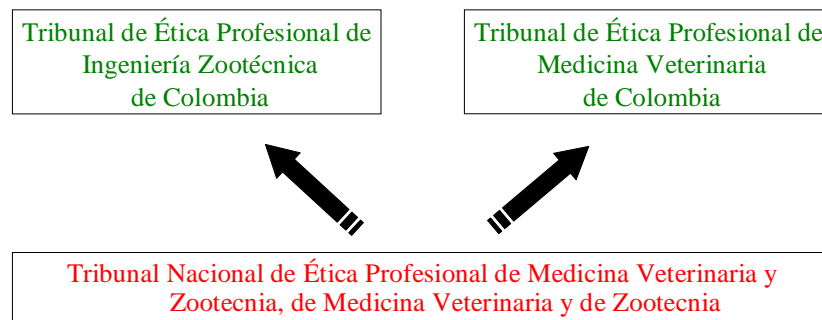 Tribunal de Ética Profesional de
Ingeniería Zootécnica
de Colombia
Tribunal de Ética Profesional de
Medicina Veterinaria
de Colombia
Tribunal Nacional de Ética Profesional de Medicina Veterinaria y
Zootecnia, de Medicina Veterinaria y de Zootecnia